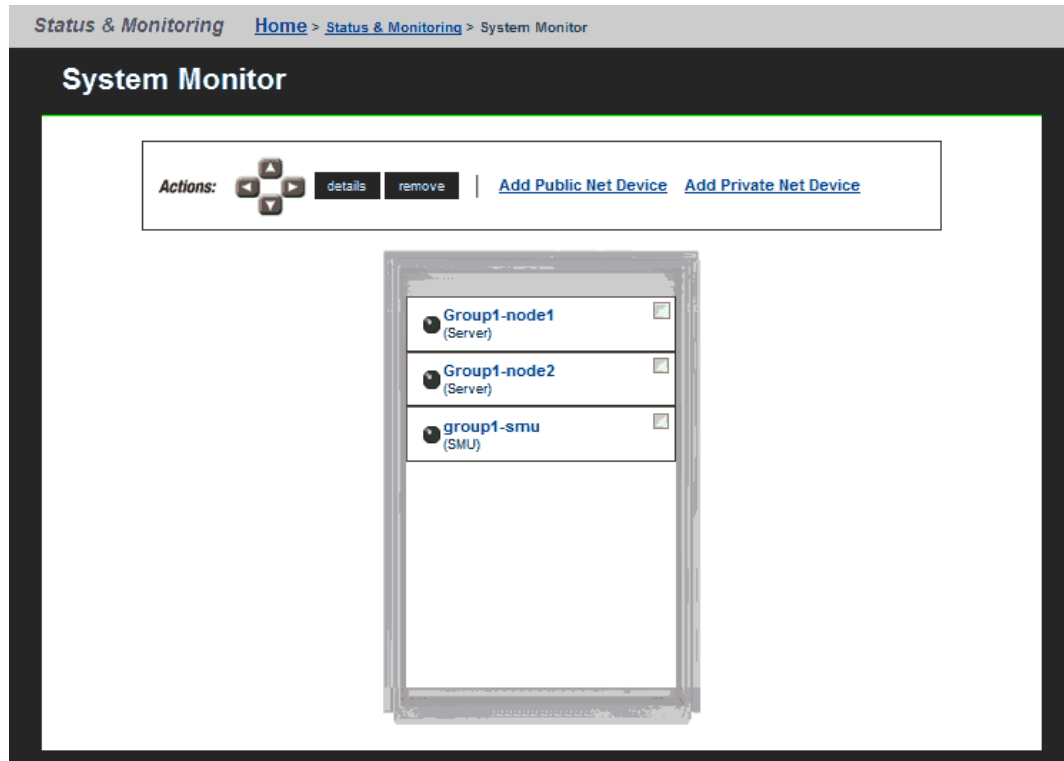 Status & Monitoring Home > Status & Monitoring > System Monitor
System Monitor
Actions: details remove | Add Public Net Device Add Private Net Device
Group1-node1
(Server)
Group1-node2
(Server)
group1-smu
(SMU)